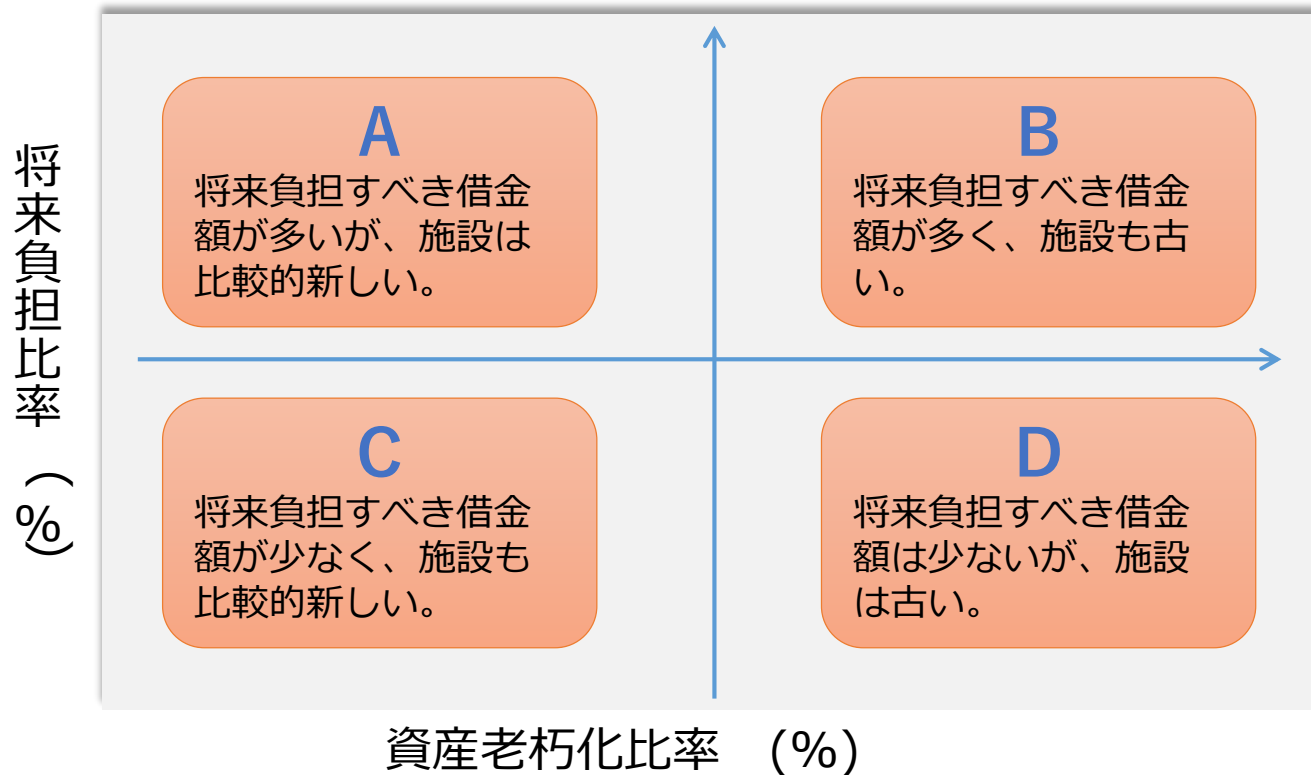 将来負担比率 (%)
A
将来負担すべき借金
額が多いが、施設は
比較的新しい。
B
将来負担すべき借金
額が多く、施設も古
い。
C
将来負担すべき借金
額が少なく、施設も
比較的新しい。
D
将来負担すべき借金
額は少ないが、施設
は古い。
資産老朽化比率 (%)